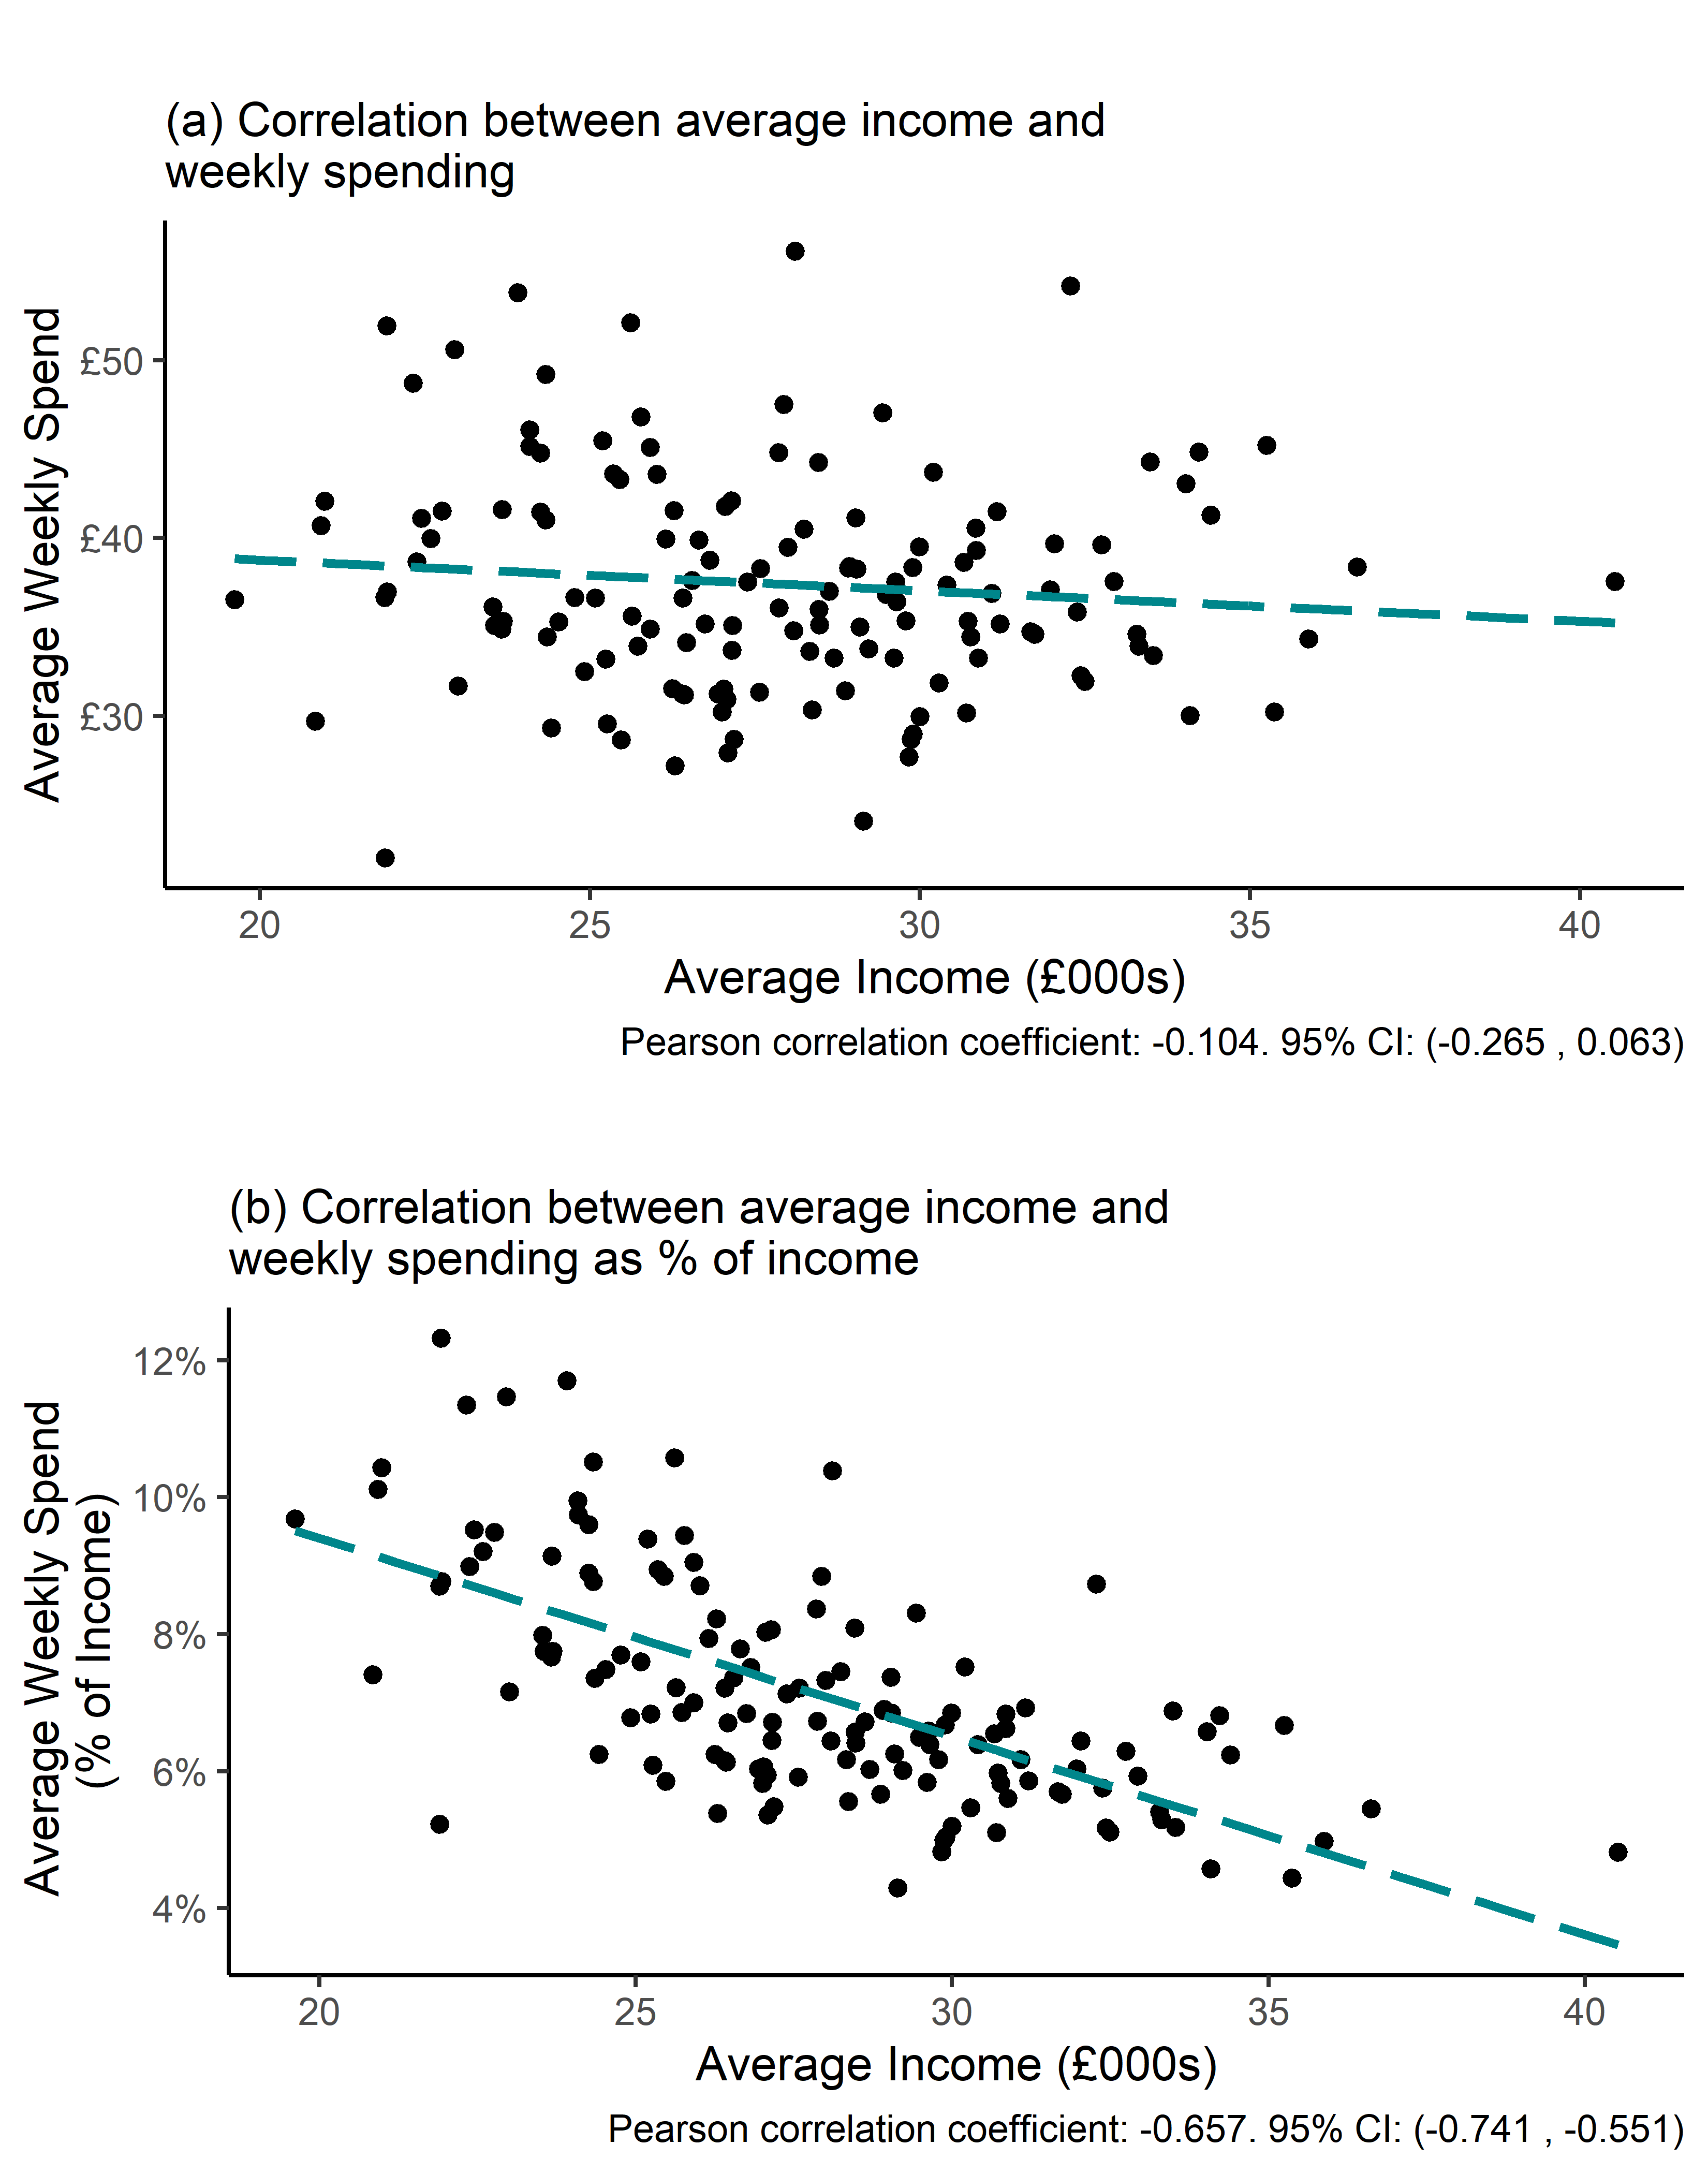 (a) Correlation between average income and
weekly spending
Average Weekly Spend
£50
£40
£30
20 25 30 35 40
Average Income (£000s)
Pearson correlation coefficient: -0.104. 95% CI: (-0.265 , 0.063)
(b) Correlation between average income and
weekly spending as % of income
Average Weekly Spend
(% of Income)
12%
10%
8%
6%
4%
20 25 30 35 40
Average Income (£000s)
Pearson correlation coefficient: -0.657. 95% CI: (-0.741 , -0.551)